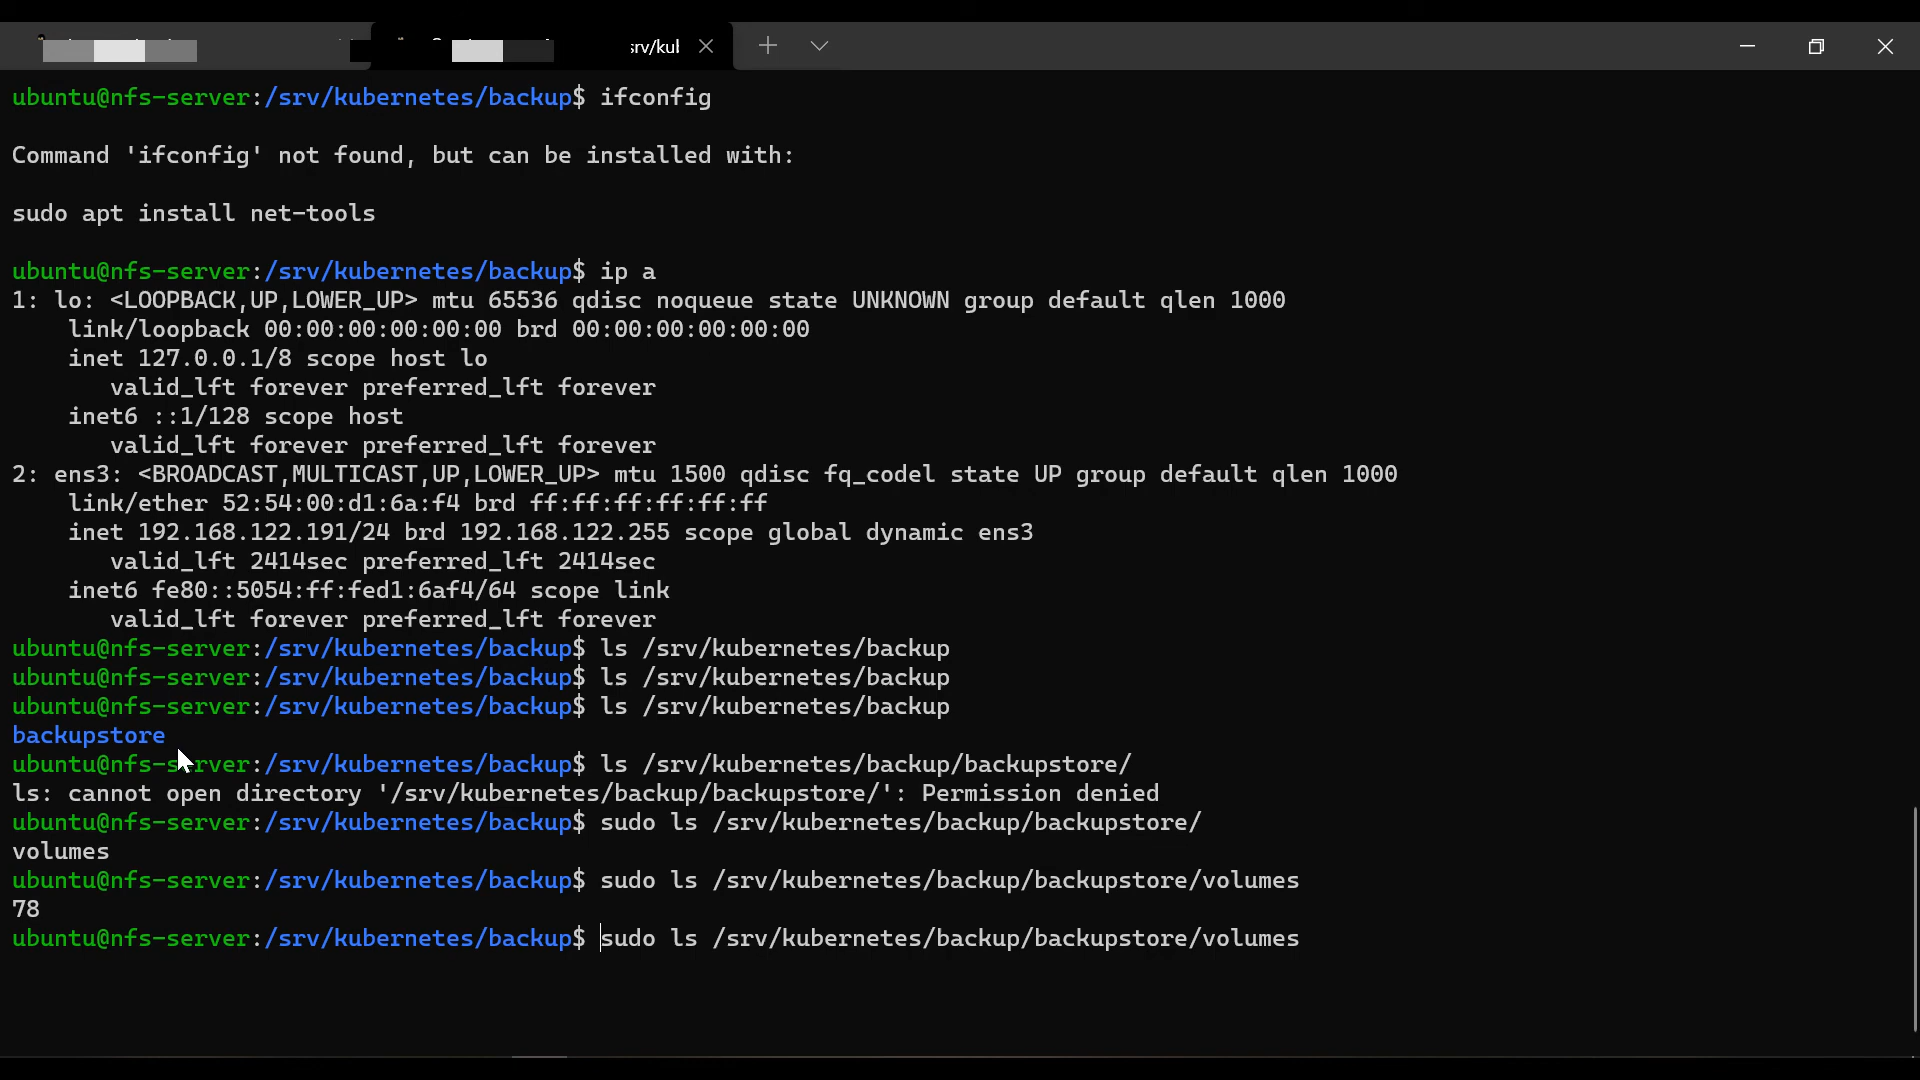 srv/kul
ubuntu@nfs-server:/srv/kubernetes/backup$ ifconfig
Command 'ifconfig' not found, but can be installed with:
sudo apt install net-tools
ubuntu@nfs-server:/srv/kubernetes/backup$ ip a
1: lo: <LOOPBACK,UP,LOWER_UP> mtu 65536 qdisc noqueue state UNKNOWN group default qlen 1000
link/loopback 00:00:00:00:00:00 brd 00:00:00:00:00:00
inet 127.0.0.1/8 scope host lo
valid_lft forever preferred_lft forever
inet6 ::1/128 scope host
valid_lft forever preferred_lft forever
2: ens3: <BROADCAST,MULTICAST,UP,LOWER_UP> mtu 1500 qdisc fq_codel state UP group default qlen 1000
link/ether 52:54:00:d1:6a:f4 brd ff:ff:ff:ff:ff:ff
inet 192.168.122.191/24 brd 192.168.122.255 scope global dynamic ens3
valid_lft 2414sec preferred_lft 2414sec
inet6 fe80::5054:ff:fed1:6af4/64 scope link
valid_lft forever preferred_lft forever
ubuntu@nfs-server:/srv/kubernetes/backup$ ls /srv/kubernetes/backup
ubuntu@nfs-server:/srv/kubernetes/backup$ ls /srv/kubernetes/backup
ubuntu@nfs-server:/srv/kubernetes/backup$ ls /srv/kubernetes/backup
backupstore
ubuntu@nfs-server:/srv/kubernetes/backup$ ls /srv/kubernetes/backup/backupstore/
ls: cannot open directory '/srv/kubernetes/backup/backupstore/': Permission denied
ubuntu@nfs-server:/srv/kubernetes/backup$ sudo ls /srv/kubernetes/backup/backupstore/
volumes
ubuntu@nfs-server:/srv/kubernetes/backup$ sudo ls /srv/kubernetes/backup/backupstore/volumes
78
ubuntu@nfs-server:/srv/kubernetes/backup$ sudo ls /srv/kubernetes/backup/backupstore/volumes